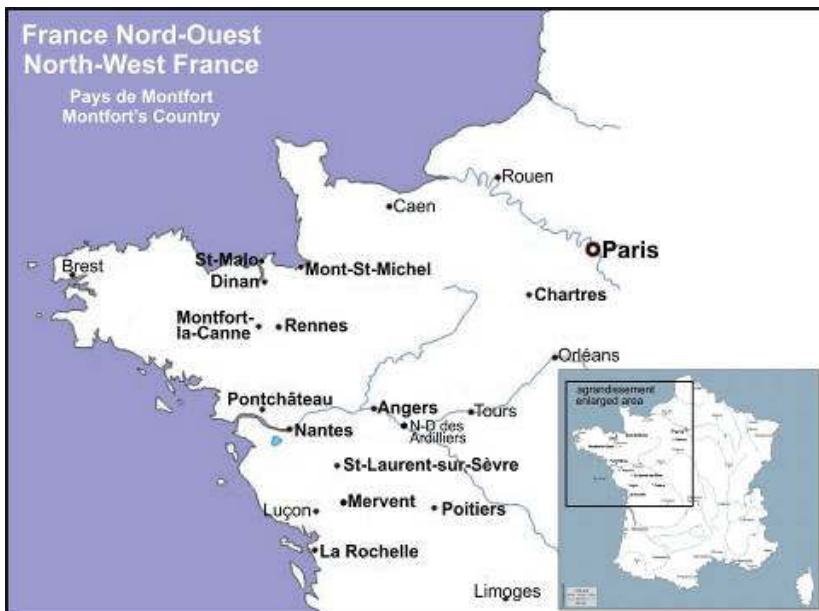 France Nord-Ouest
North-West France
Pays de Montfort
Montfort's Country
Rouen
Caen
Paris
St-Malo
Mont-St-Michel
Brest
Dinan
Chartres
Montfort-
la-Canne
Rennes
Orléans
agrandissement
enlarged area
Pontchâteau
Angers
Tours
N-D des
Ardilliers
Nantes
St-Laurent-sur-Sèvre
Mervent
Luçon
Poitiers
La Rochelle
Limoges